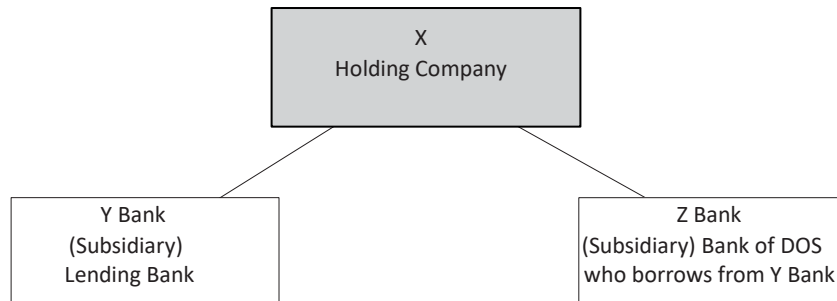 X
Holding Company
Y Bank
(Subsidiary)
Lending Bank
Z Bank
(Subsidiary) Bank of DOS
who borrows from Y Bank